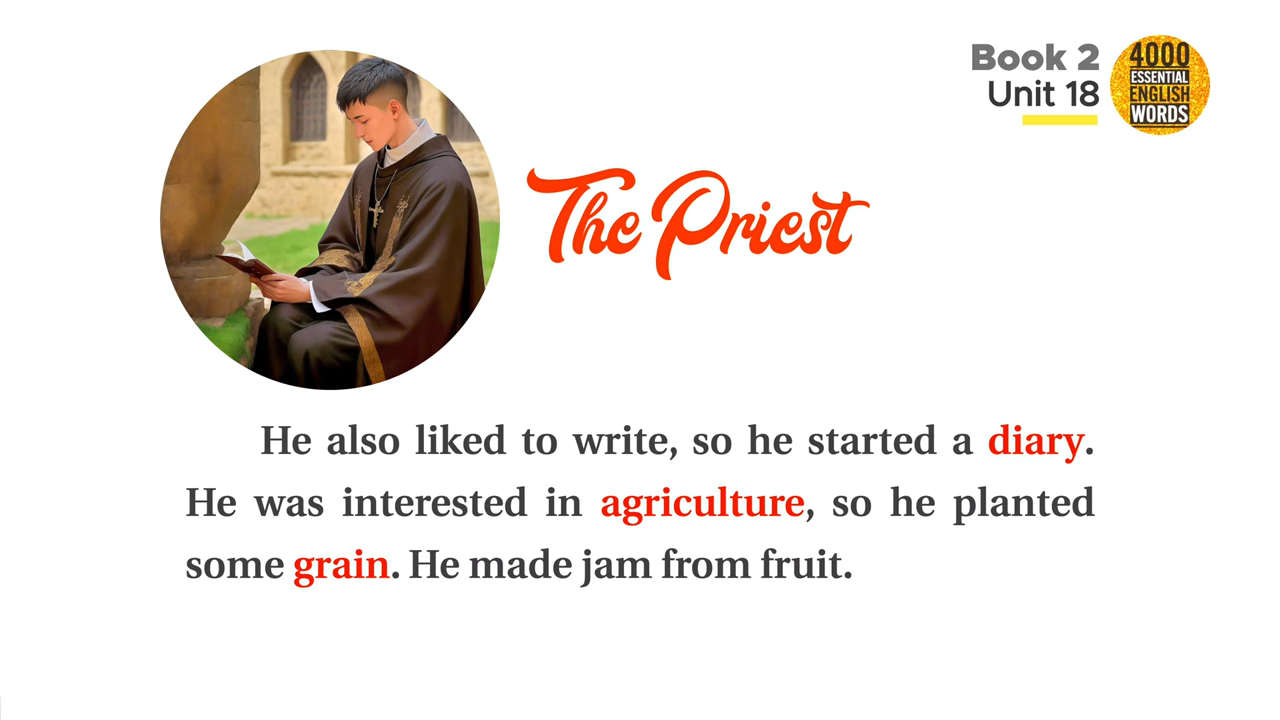 Book 2
Unit 18
4000
ESSENTIAL
ENGLISH
WORDS
The Priest
He also liked to write, so he started a diary.
He was interested in agriculture, so he planted
some grain. He made jam from fruit.